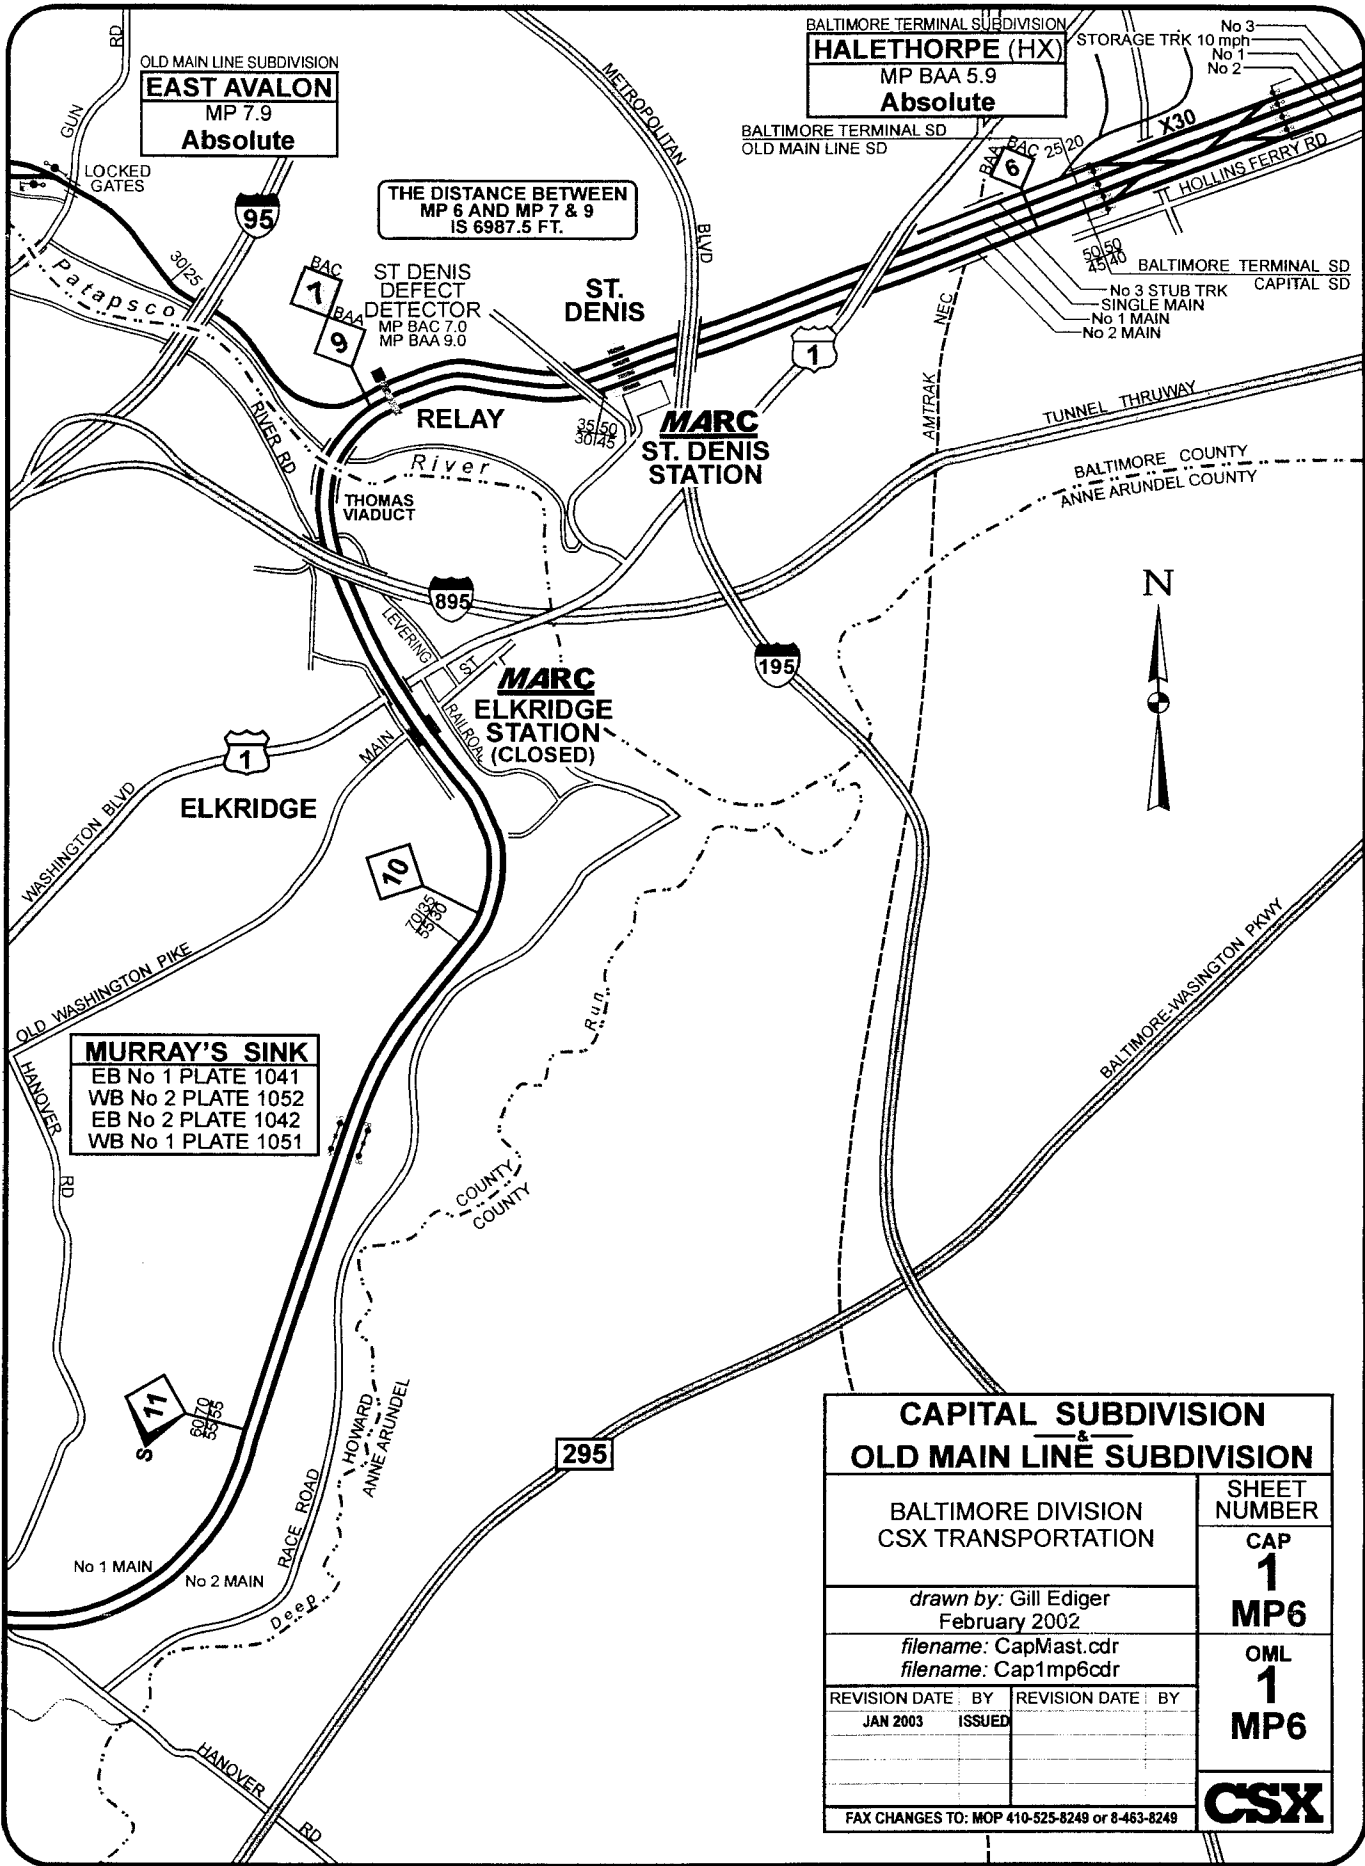 RD
GUN
OLD MAIN LINE SUBDIVISION
EAST AVALON
MP 7.9
Absolute
LOCKED
GATES
95
30|25
Patapsco
METROPOLITAN
BLVD
BALTIMORE TERMINAL SUBDIVISION
HALETHORPE (HX)
MP BAA 5.9
Absolute
No 3
STORAGE TRK 10 mph
No 1
No 2
X30
BALTIMORE TERMINAL SD
OLD MAIN LINE SD
BAA
BAC
6
25|20
HOLLINS FERRY RD
50|50
45|40
BALTIMORE TERMINAL SD
CAPITAL SD
No 3 STUB TRK
SINGLE MAIN
No 1 MAIN
No 2 MAIN
THE DISTANCE BETWEEN
MP 6 AND MP 7 & 9
IS 6987.5 FT.
BAC
7
BAA
9
ST DENIS
DEFECT
DETECTOR
MP BAC 7.0
MP BAA 9.0
ST.
DENIS
1
NEC
AMTRAK
RELAY
35|50
30|45
MARC
ST. DENIS
STATION
TUNNEL THRUWAY
BALTIMORE COUNTY
ANNE ARUNDEL COUNTY
RIVER RD
River
THOMAS
VIADUCT
895
LEVERING
ST
195
N
MARC
ELKRIDGE
STATION
(CLOSED)
RAILROA
MAIN
1
ELKRIDGE
WASHINGTON BLVD
10
70|35
55|30
OLD WASHINGTON PIKE
HANOVER
RD
MURRAY'S SINK
EB No 1 PLATE 1041
WB No 2 PLATE 1052
EB No 2 PLATE 1042
WB No 1 PLATE 1051
Run
BALTIMORE-WASINGTON PKWY
COUNTY
COUNTY
11
S
60|70
55|55
HOWARD
ANNE ARUNDEL
RACE ROAD
295
No 1 MAIN
No 2 MAIN
Deep
HANOVER
RD
CAPITAL SUBDIVISION
&
OLD MAIN LINE SUBDIVISION
BALTIMORE DIVISION
CSX TRANSPORTATION
SHEET
NUMBER
CAP
1
MP6
drawn by: Gill Ediger
February 2002
filename: CapMast.cdr
filename: Cap1mp6cdr
OML
1
MP6
REVISION DATE BY REVISION DATE BY
JAN 2003 ISSUED
FAX CHANGES TO: MOP 410-525-8249 or 8-463-8249
CSX